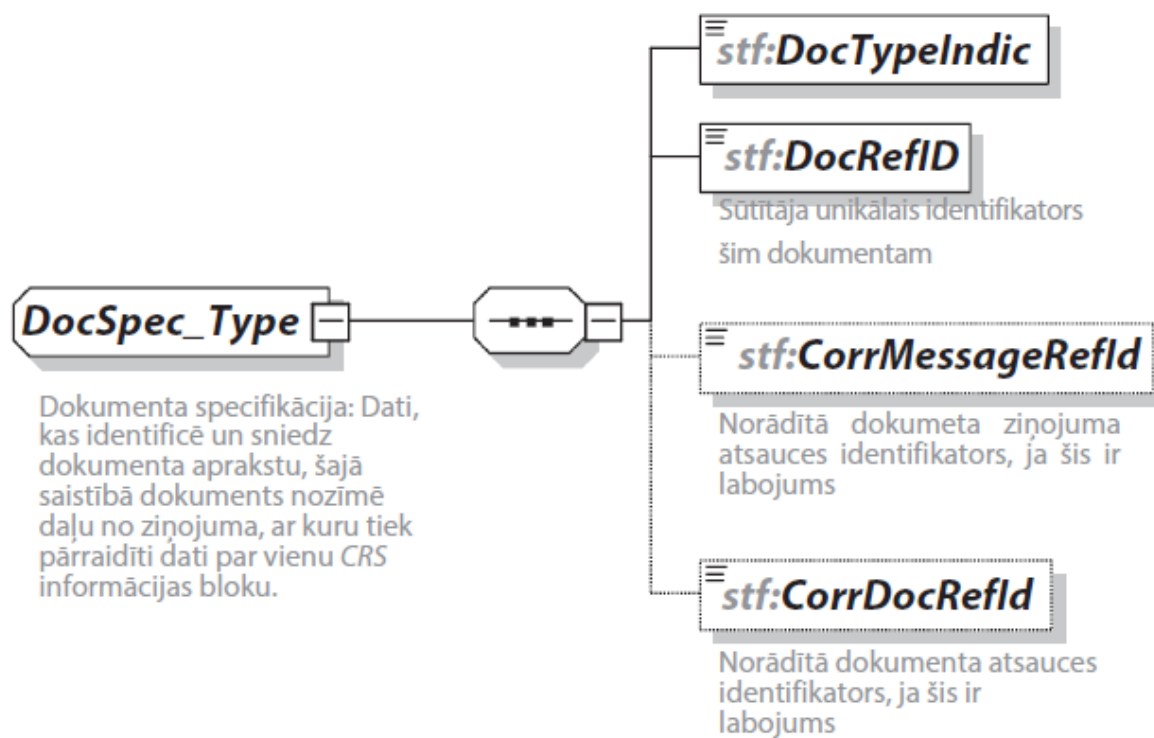 stf:DocTypeIndic
stf:DocRefID
Sūtītāja unikālais identifikators
šim dokumentam
DocSpec_Type
Dokumenta specifikācija: Dati,
kas identificē un sniedz
dokumenta aprakstu, šajā
saistībā dokuments nozīmē
daļu no ziņojuma, ar kuru tiek
pārraidīti dati par vienu CRS
informācijas bloku.
stf:CorrMessageRefId
Norādītā dokumeta ziņojuma
atsauces identifikators, ja šis ir
labojums
stf:CorrDocRefId
Norādītā dokumenta atsauces
identifikators, ja šis ir
labojums